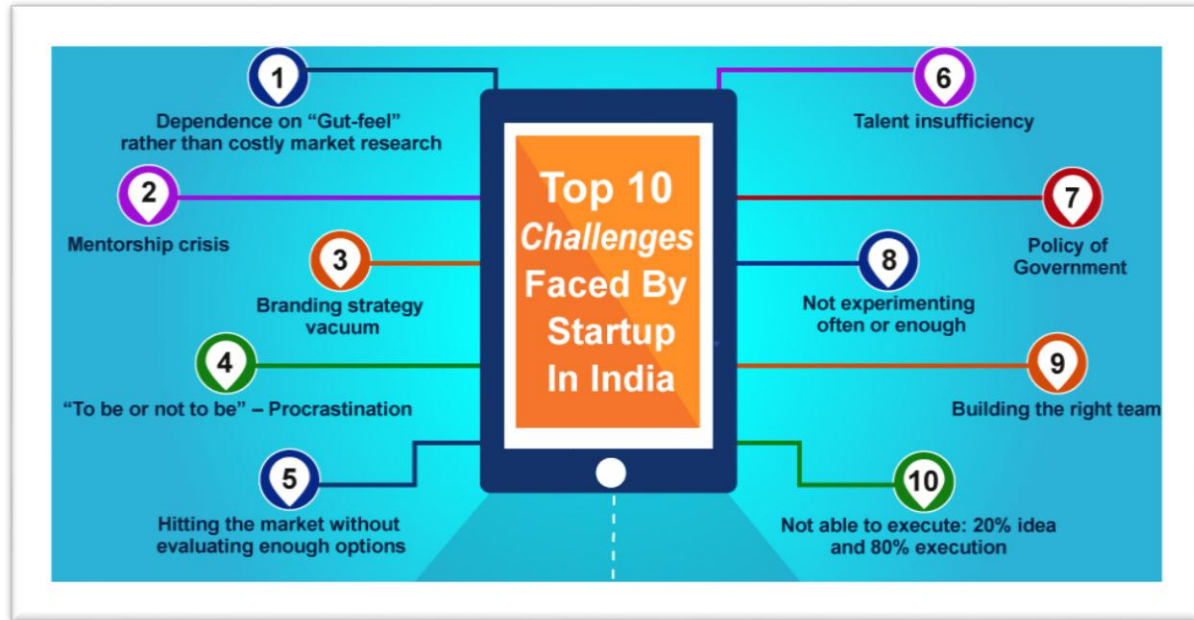 Top 10
Challenges
Faced By
Startup
In India
1
Dependence on “Gut-feel”
rather than costly market research
2
Mentorship crisis
3
Branding strategy
vacuum
4
“To be or not to be” – Procrastination
5
Hitting the market without
evaluating enough options
6
Talent insufficiency
7
Policy of
Government
8
Not experimenting
often or enough
9
Building the right team
10
Not able to execute: 20% idea
and 80% execution